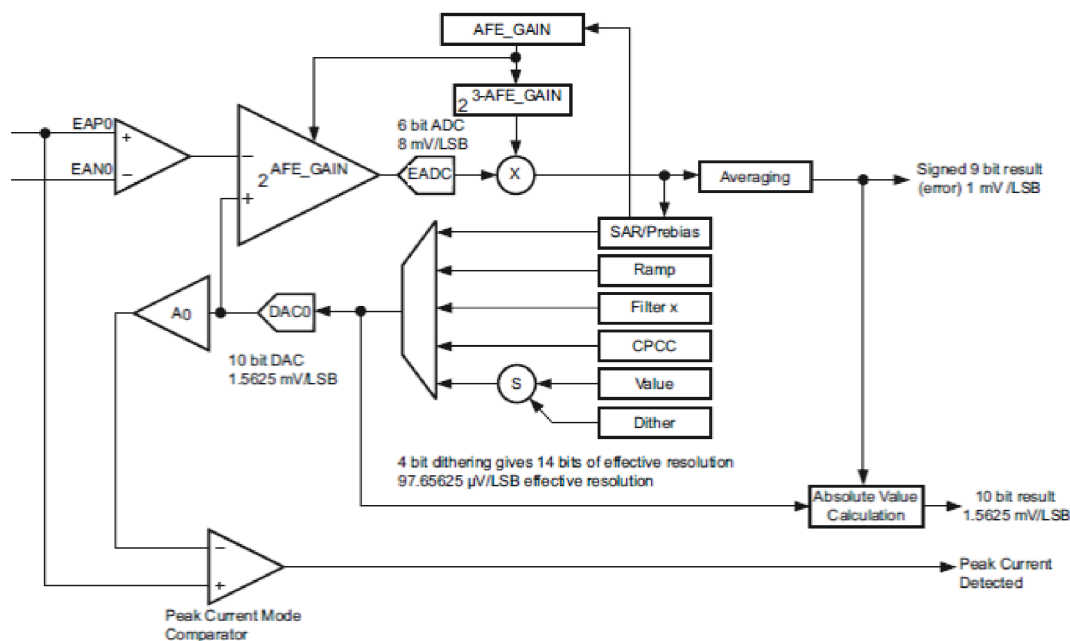 AFE_GAIN
2 3-AFE_GAIN
EAP0
+
EAN0
−
6 bit ADC
8 mV/LSB
−
2 AFE_GAIN
+
EADC
X
Averaging
Signed 9 bit result
(error) 1 mV /LSB
SAR/Prebias
Ramp
Filter x
CPCC
Value
Dither
S
A0
DAC0
10 bit DAC
1.5625 mV/LSB
4 bit dithering gives 14 bits of effective resolution
97.65625 µV/LSB effective resolution
Absolute Value
Calculation
10 bit result
1.5625 mV/LSB
−
+
Peak Current
Detected
Peak Current Mode
Comparator